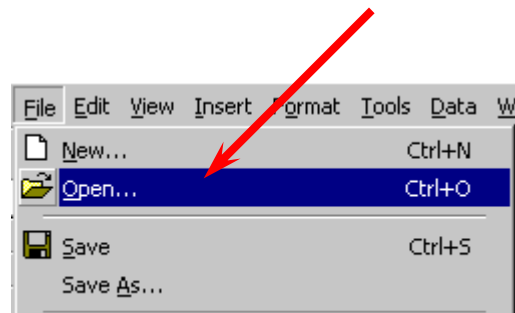 File Edit View Insert Format Tools Data W
New... Ctrl+N
Open... Ctrl+O
Save Ctrl+S
Save As...